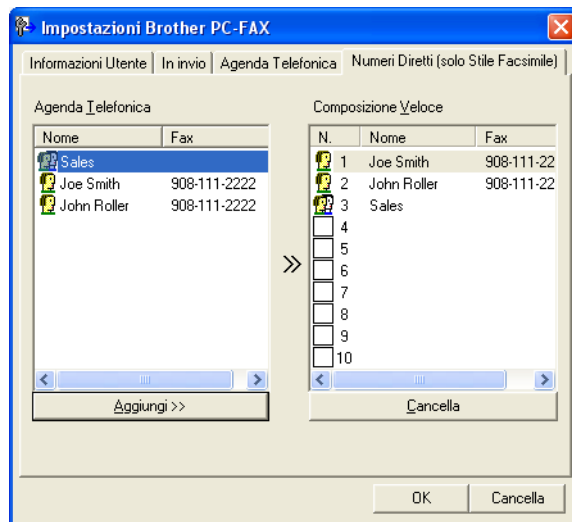 Impostazioni Brother PC-FAX
Informazioni Utente In invio Agenda Telefonica Numeri Diretti (solo Stile Facsimile)
Agenda Telefonica
Nome Fax
Sales
Joe Smith 908-111-2222
John Roller 908-111-2222
Aggiungi >>
>>
Composizione Veloce
N. Nome Fax
1 Joe Smith 908-111-22
2 John Roller 908-111-22
3 Sales
4
5
6
7
8
9
10
Cancella
OK Cancella